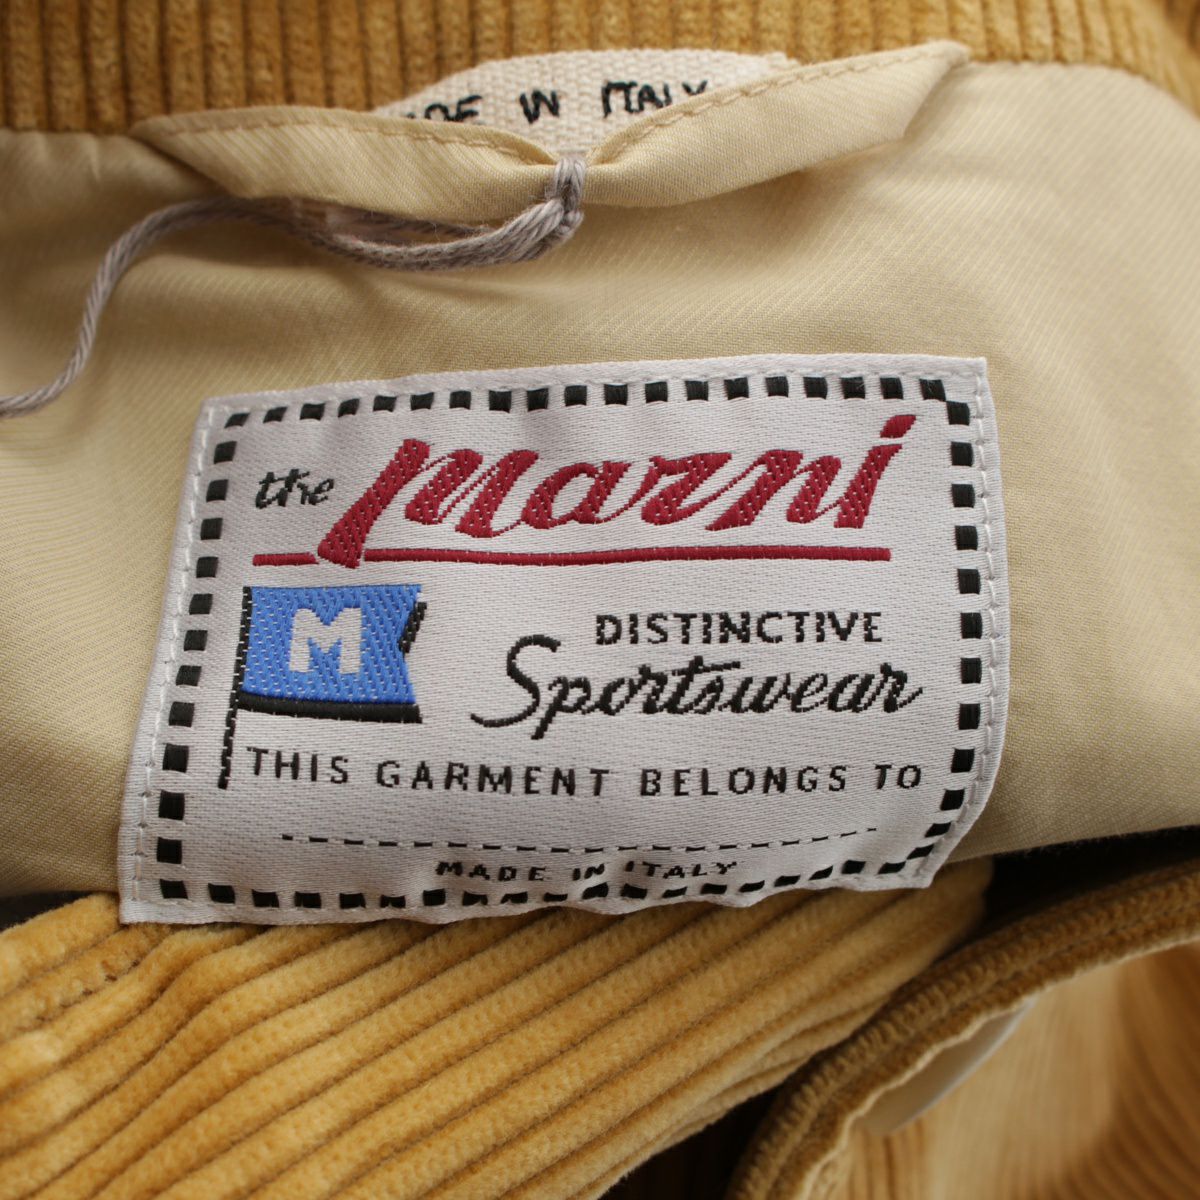 MADE IN ITALY
the Marni
M
DISTINCTIVE
Sportswear
THIS GARMENT BELONGS TO
MADE IN ITALY